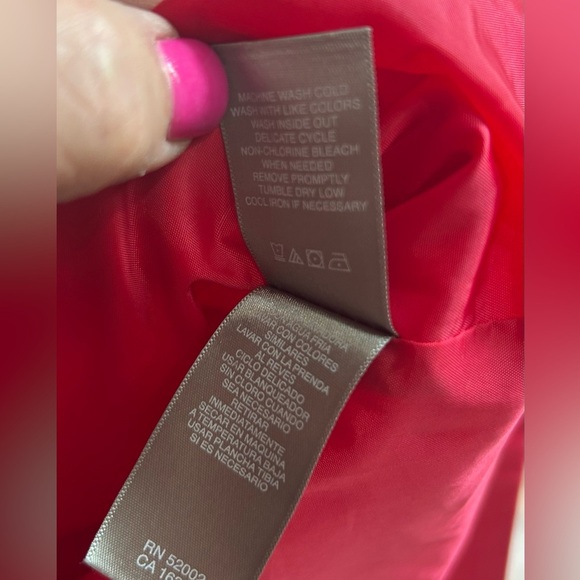 MACHINE WASH COLD
WASH WITH LIKE COLORS
WASH INSIDE OUT
DELICATE CYCLE
NON-CHLORINE BLEACH
WHEN NEEDED
REMOVE PROMPTLY
TUMBLE DRY LOW
COOL IRON IF NECESSARY
AGUA FRIA
CON COLORES
SIMILARES
LAVAR CON LA PRENDA
AL REVES
CICLO DELICADO
USAR BLANQUEADOR
SIN CLORO CUANDO
SEA NECESARIO
RETIRAR
INMEDIATAMENTE
SECAR EN MAQUINA
A TEMPERATURA BAJA
USAR PLANCHA TIBIA
SI ES NECESARIO
RN 52002
CA